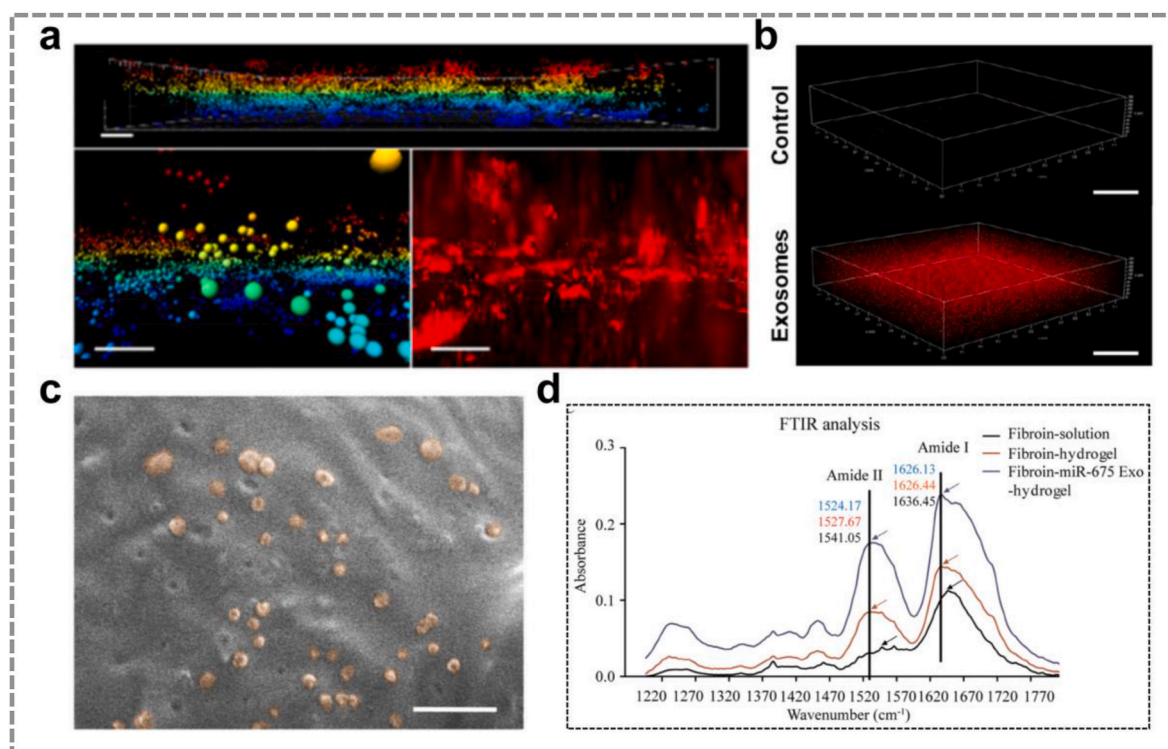 a
b
Control
Exosomes
c
d
FTIR analysis
Fibroin-solution
Fibroin-hydrogel
Fibroin-miR-675 Exo
-hydrogel
Amide I
1626.13
1626.44
1636.45
Amide II
1524.17
1527.67
1541.05
Absorbance
0.3
0.2
0.1
0.0
1220 1270 1320 1370 1420 1470 1520 1570 1620 1670 1720 1770
Wavenumber (cm⁻¹)